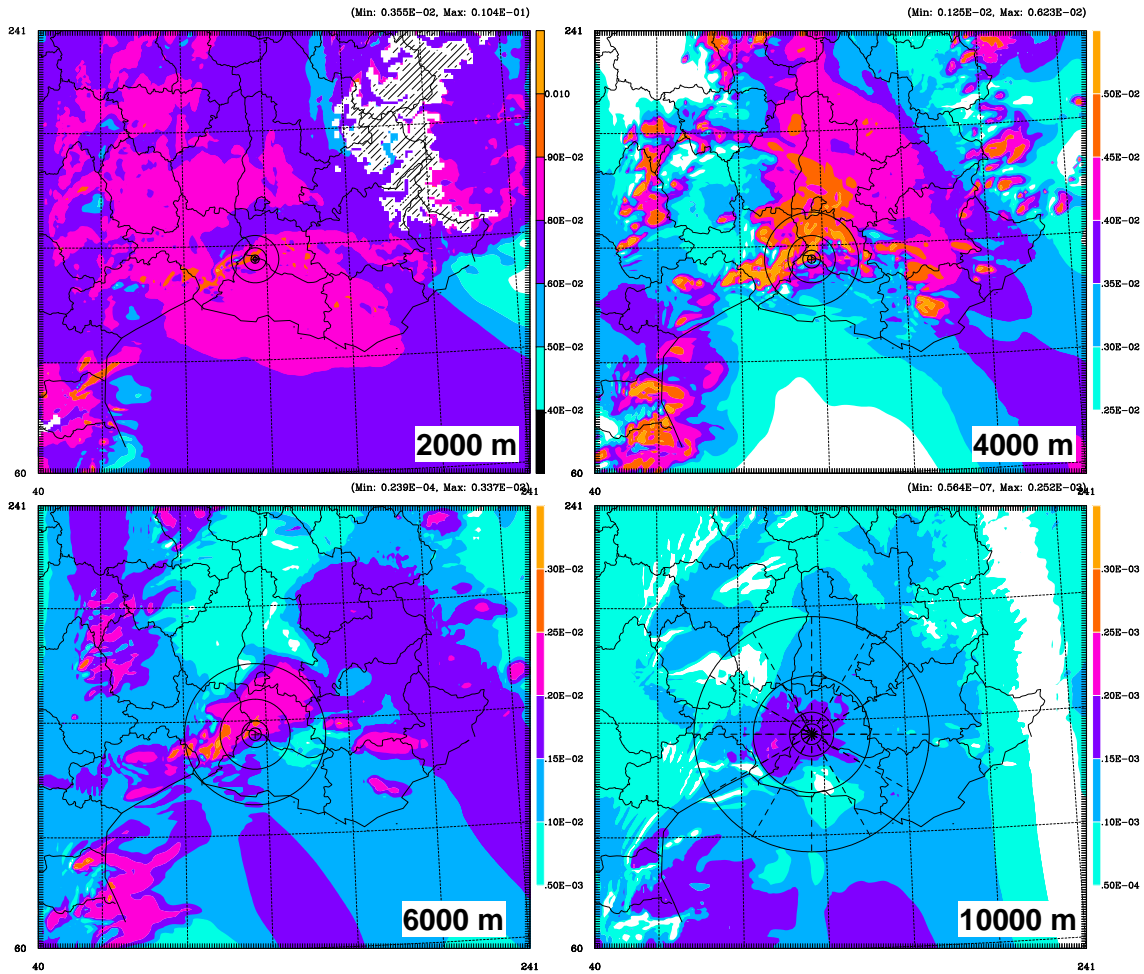 (Min: 0.355E-02, Max: 0.104E-01)
241
0.010
.90E-02
.80E-02
.70E-02
.60E-02
.50E-02
.40E-02
2000 m
60
40
241
(Min: 0.125E-02, Max: 0.623E-02)
241
.50E-02
.45E-02
.40E-02
.35E-02
.30E-02
.25E-02
4000 m
60
40
241
(Min: 0.239E-04, Max: 0.337E-02)
241
.30E-02
.25E-02
.20E-02
.15E-02
.10E-02
.50E-03
6000 m
60
40
241
(Min: 0.564E-07, Max: 0.252E-03)
241
.30E-03
.25E-03
.20E-03
.15E-03
.10E-03
.50E-04
10000 m
60
40
241